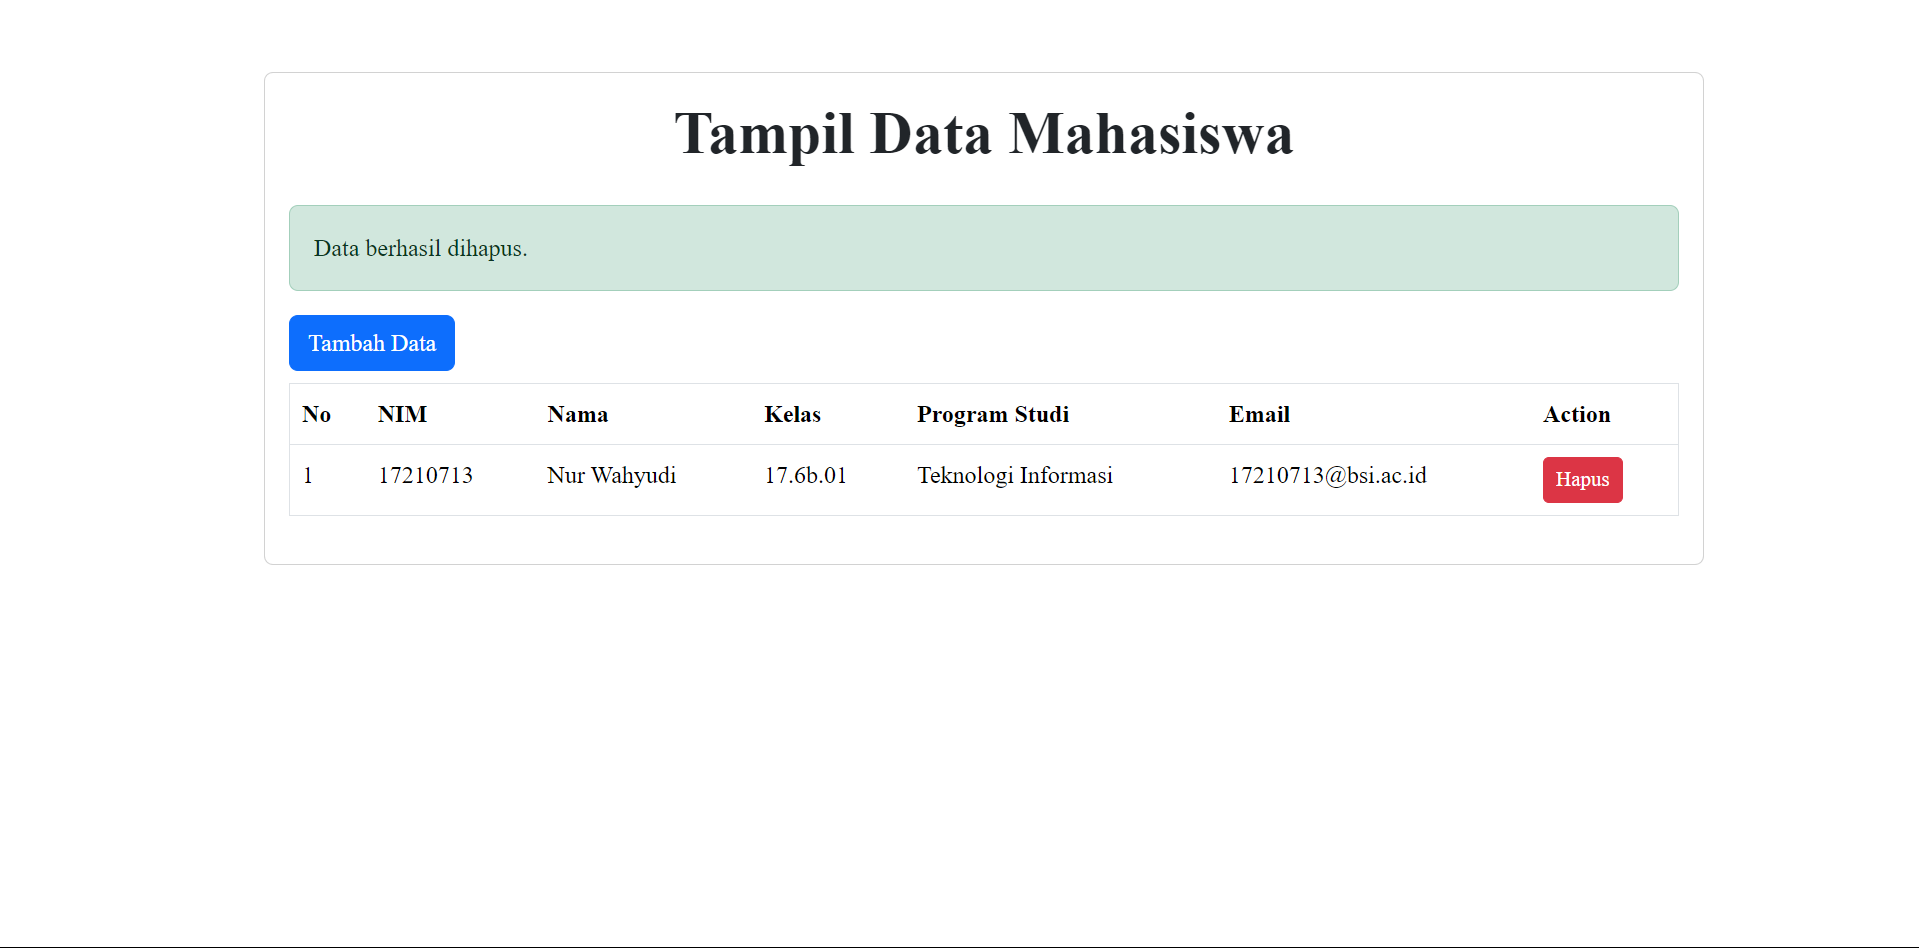 Tampil Data Mahasiswa
Data berhasil dihapus.
Tambah Data
No NIM Nama Kelas Program Studi Email Action
1 17210713 Nur Wahyudi 17.6b.01 Teknologi Informasi 17210713@bsi.ac.id Hapus